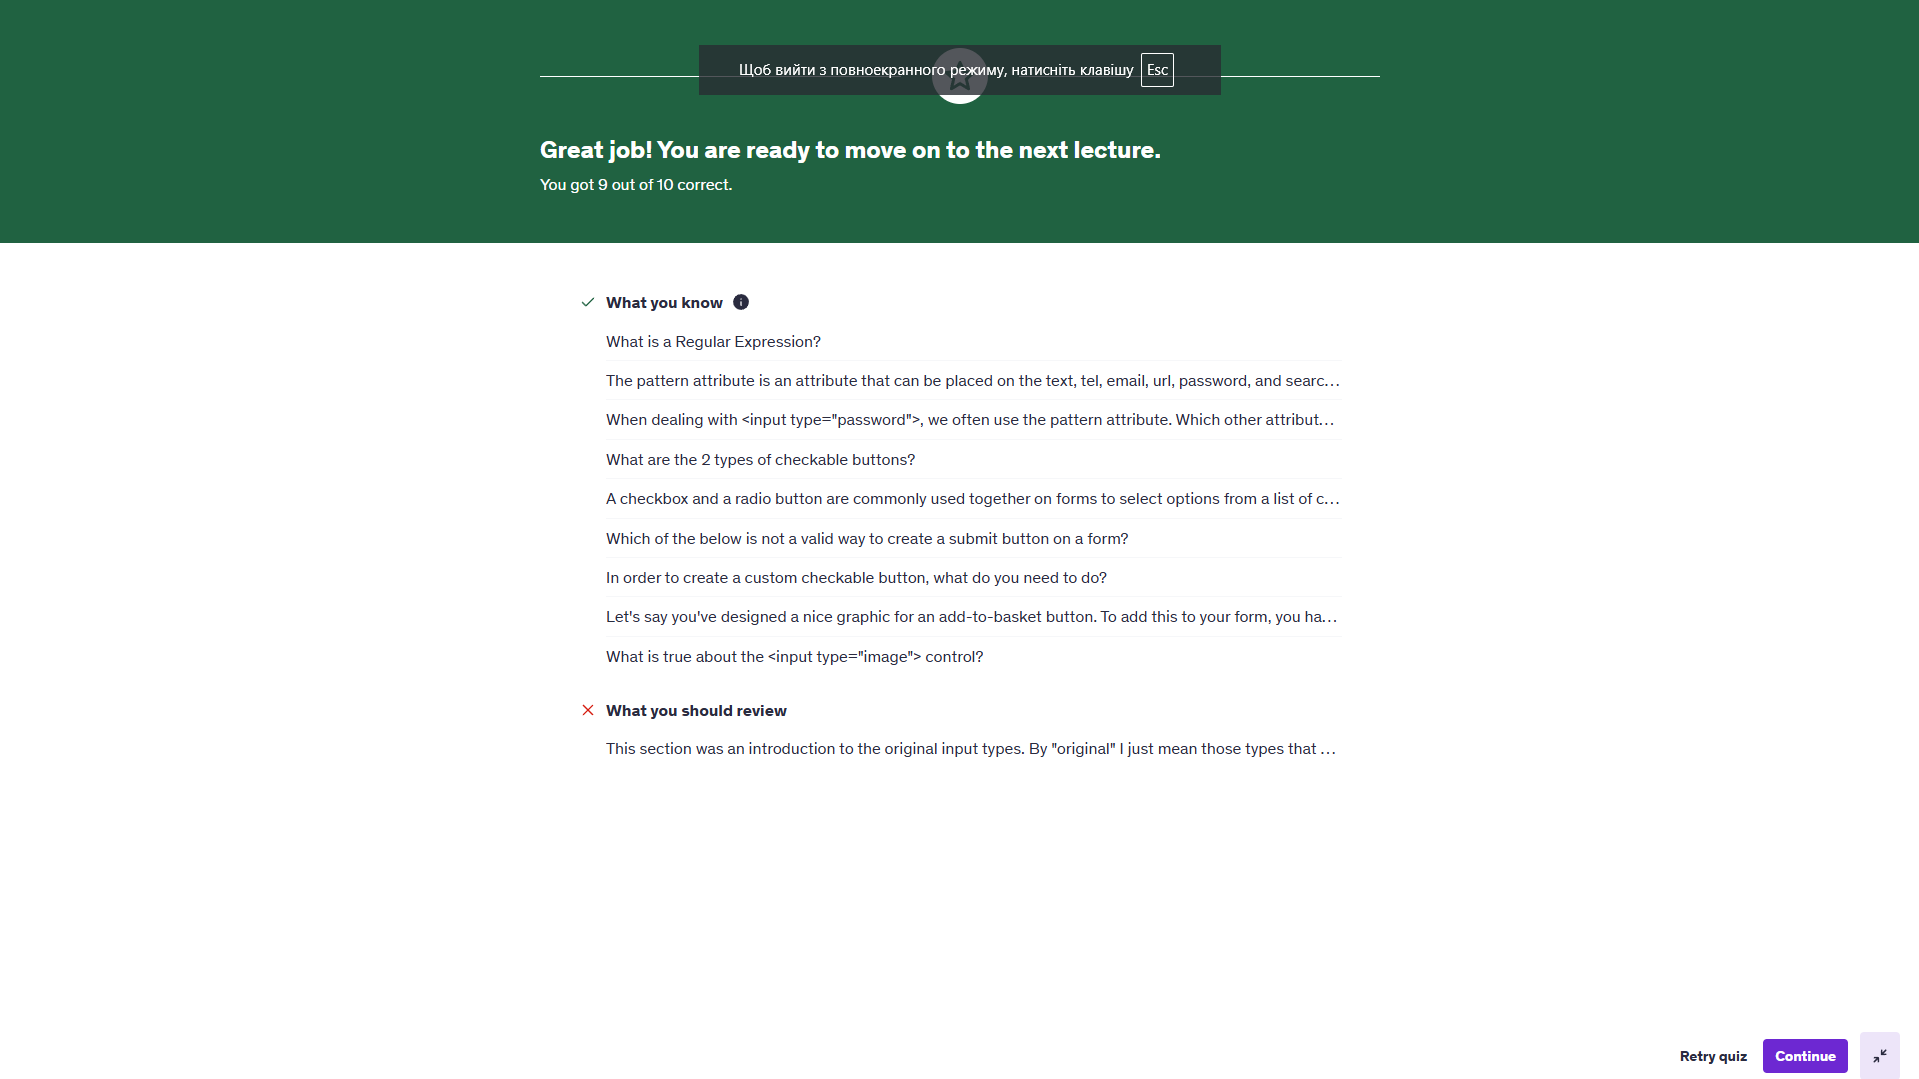 Щоб вийти з повноекранного режиму, натисніть клавішу Esc
Great job! You are ready to move on to the next lecture.
You got 9 out of 10 correct.
What you know
What is a Regular Expression?
The pattern attribute is an attribute that can be placed on the text, tel, email, url, password, and searc…
When dealing with <input type="password">, we often use the pattern attribute. Which other attribut…
What are the 2 types of checkable buttons?
A checkbox and a radio button are commonly used together on forms to select options from a list of c…
Which of the below is not a valid way to create a submit button on a form?
In order to create a custom checkable button, what do you need to do?
Let's say you've designed a nice graphic for an add-to-basket button. To add this to your form, you ha…
What is true about the <input type="image"> control?
What you should review
This section was an introduction to the original input types. By "original" I just mean those types that …
Retry quiz
Continue